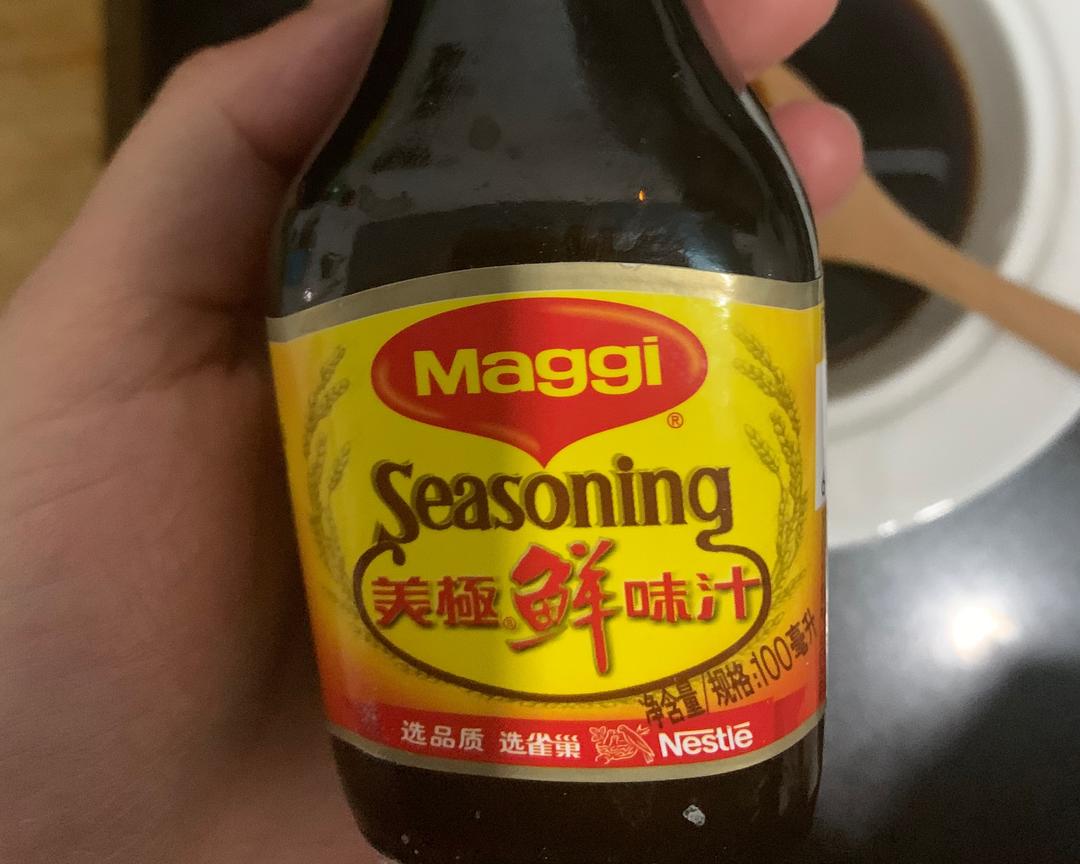 Maggi
®
Seasoning
美極®鲜味汁
净含量/规格:100毫升
选品质 选雀巢 Nestlé